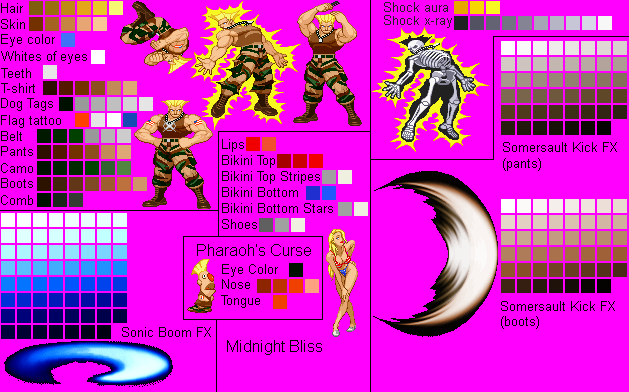 Hair
Skin
Eye color
Whites of eyes
Teeth
T-shirt
Dog Tags
Flag tattoo
Belt
Pants
Camo
Boots
Comb
Shock aura
Shock x-ray
Somersault Kick FX
(pants)
Lips
Bikini Top
Bikini Top Stripes
Bikini Bottom
Bikini Bottom Stars
Shoes
Pharaoh's Curse
Eye Color
Nose
Tongue
Sonic Boom FX
Midnight Bliss
Somersault Kick FX
(boots)